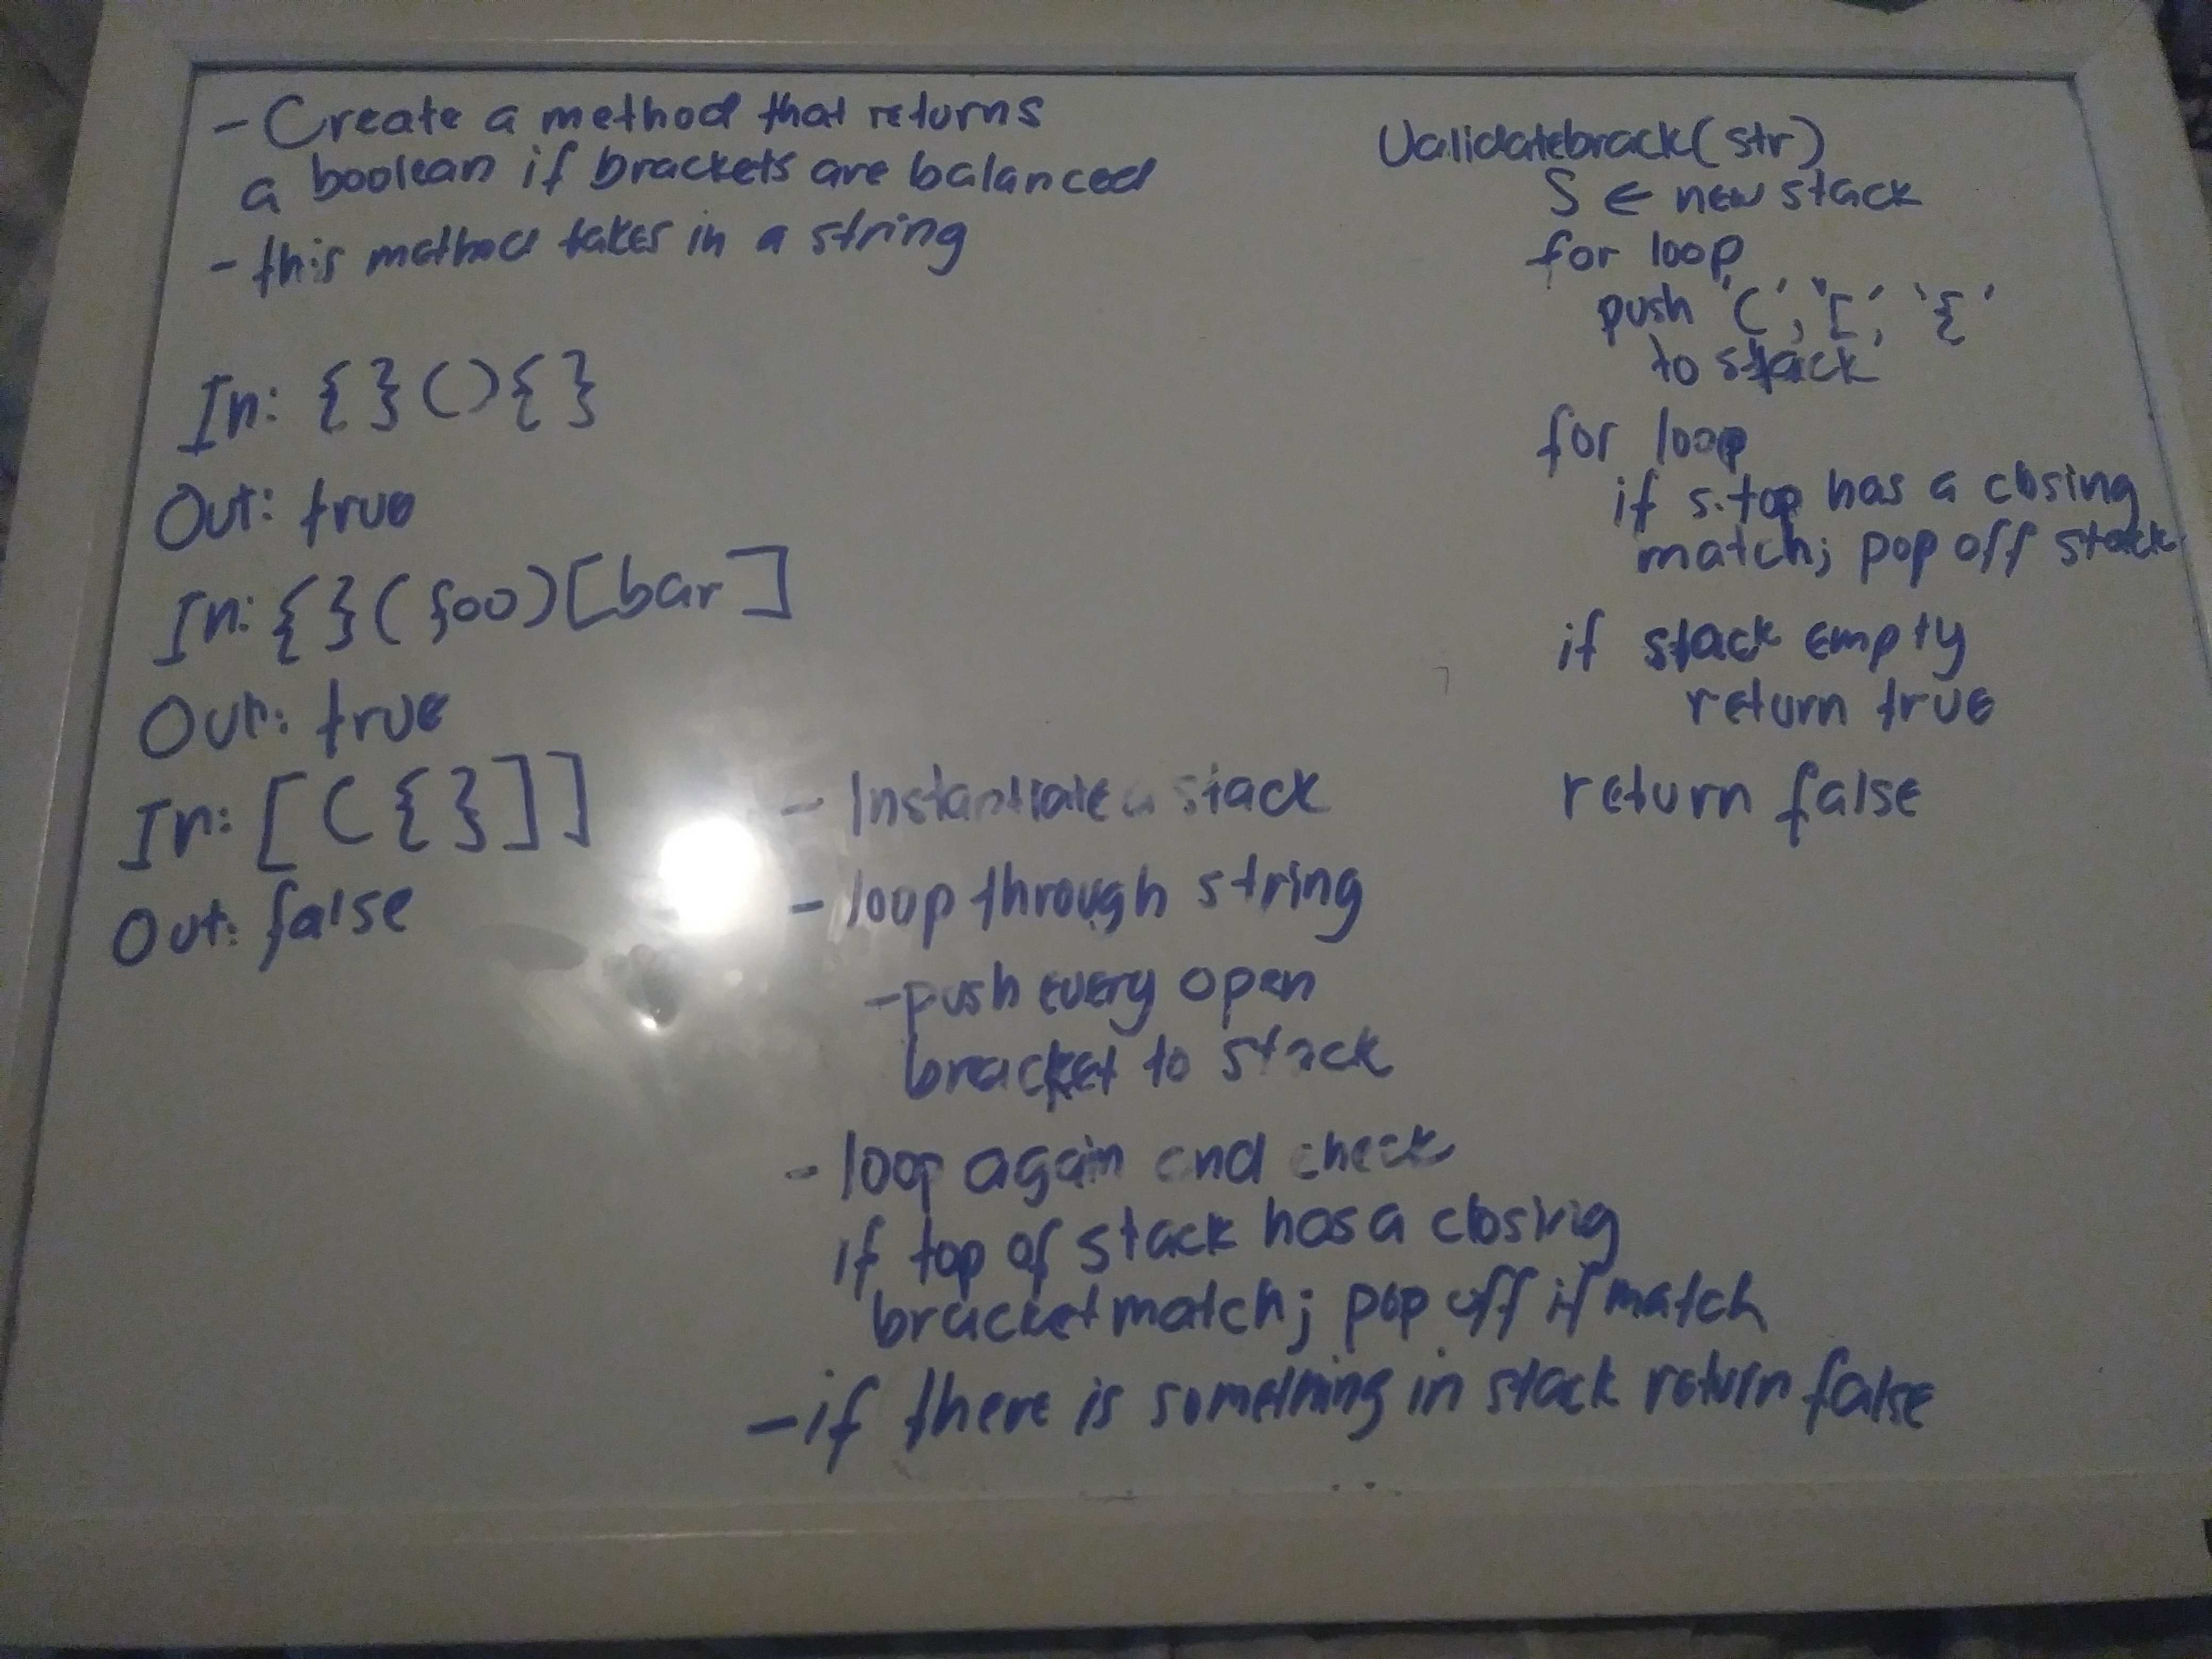 - Create a method that returns
a boolean if brackets are balanced
- this method takes in a string
In: {}(){}
Out: true
In: {}(foo)[bar]
Out: true
In: [({}]]
Out: false
- Instantiate a stack
- loop through string
- push every open
bracket to stack
- loop again and check
if top of stack has a closing
bracket match; pop off if match
- if there is something in stack return false
Validatebrack(str)
S ← new stack
for loop
push '(', '[', '{'
to stack
for loop
if s.top has a closing
match; pop off stack
if stack empty
return true
return false